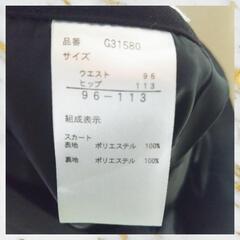 品番 G31580
サイズ
ウエスト 96
ヒップ 113
96-113
組成表示
スカート
表地 ポリエステル 100%
裏地 ポリエステル 100%